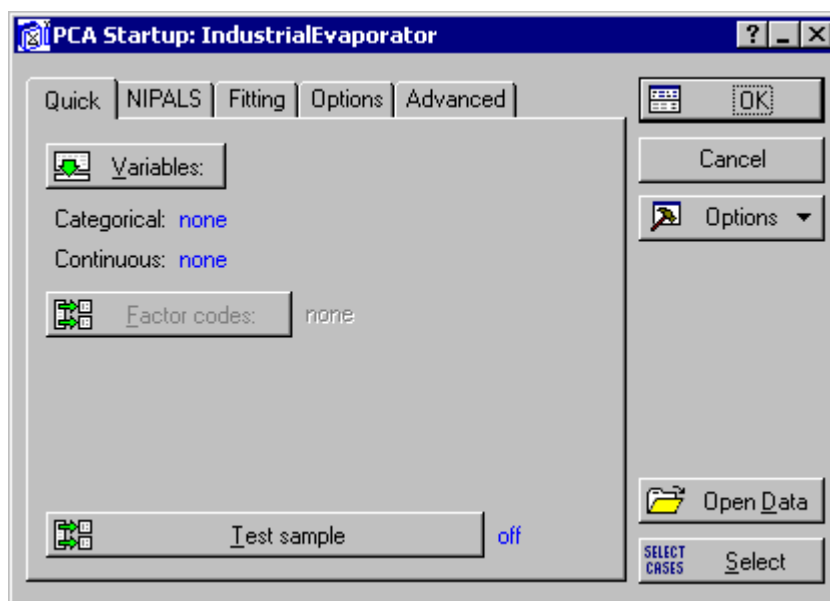 PCA Startup: IndustrialEvaporator
Quick NIPALS Fitting Options Advanced
Variables:
Categorical: none
Continuous: none
Factor codes: none
Test sample off
OK
Cancel
Options
Open Data
SELECT CASES Select